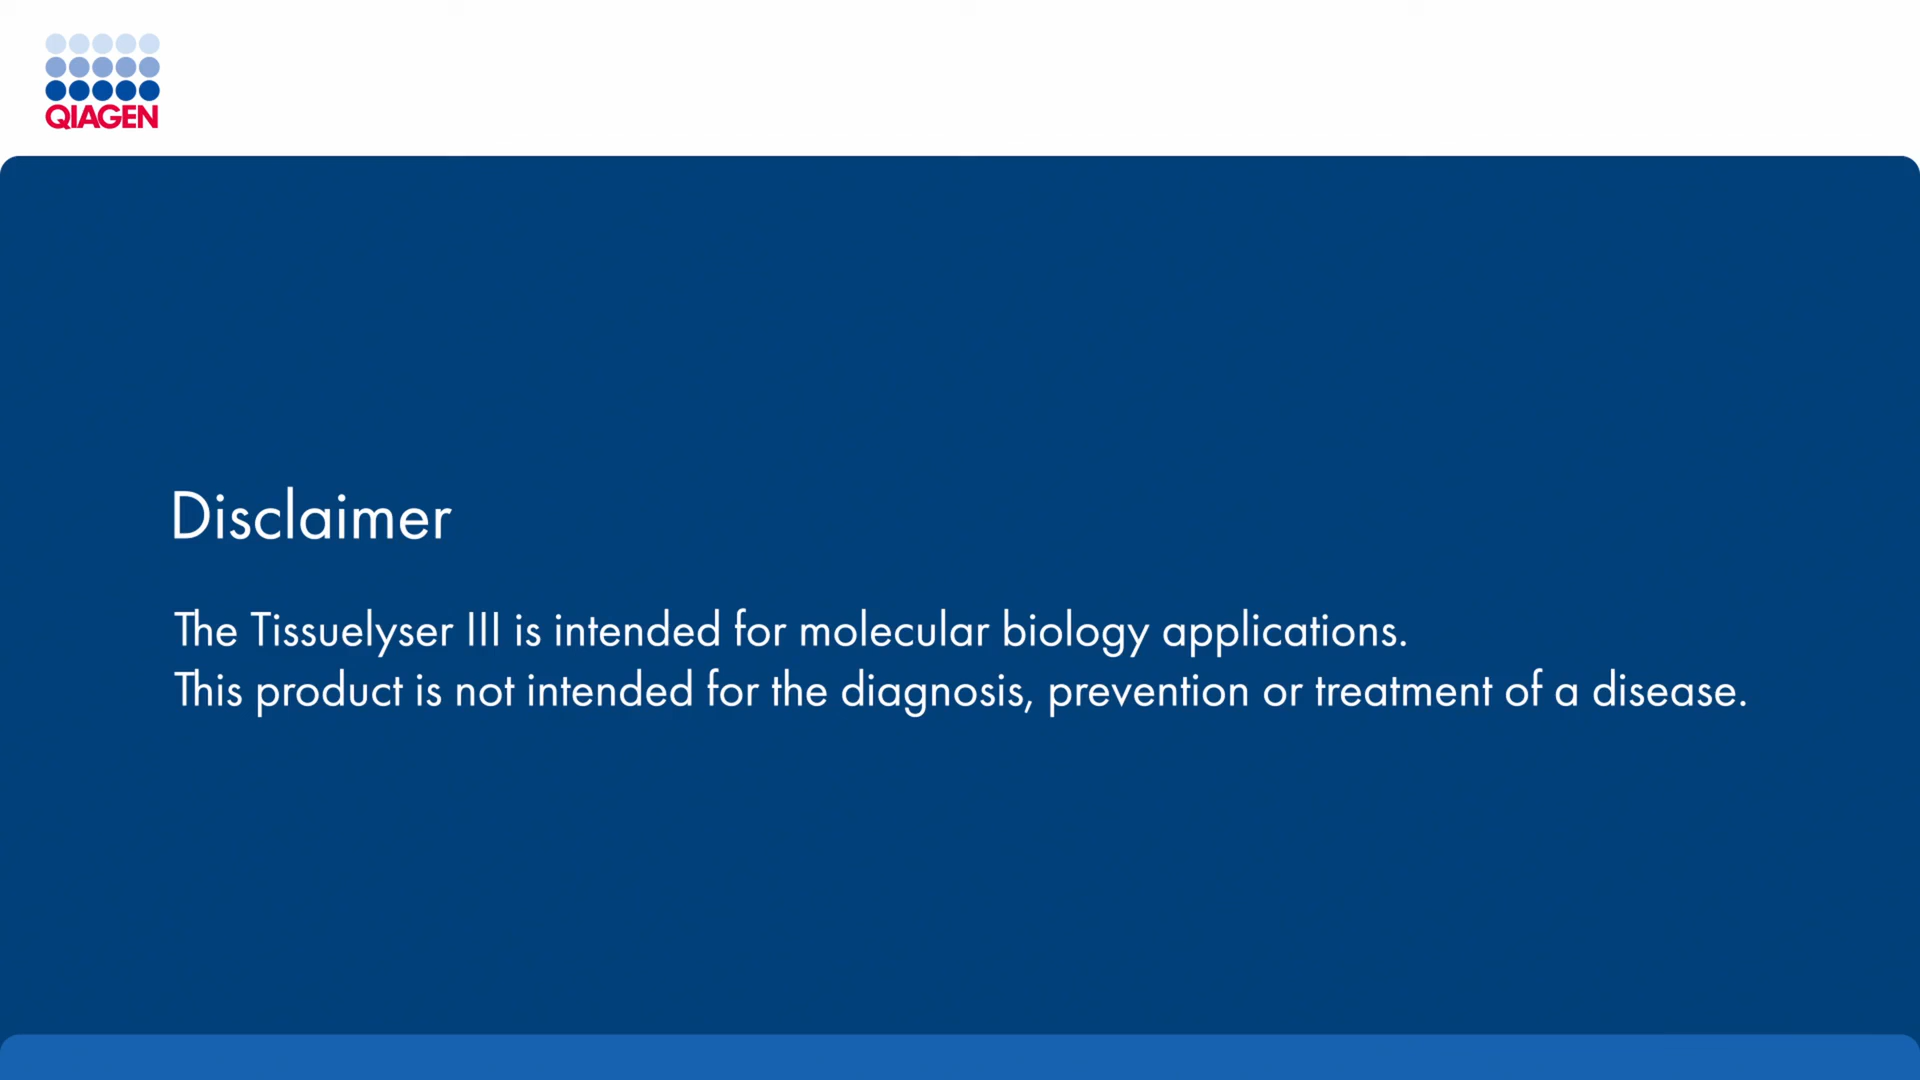 QIAGEN
Disclaimer
The Tissuelyser III is intended for molecular biology applications.
This product is not intended for the diagnosis, prevention or treatment of a disease.